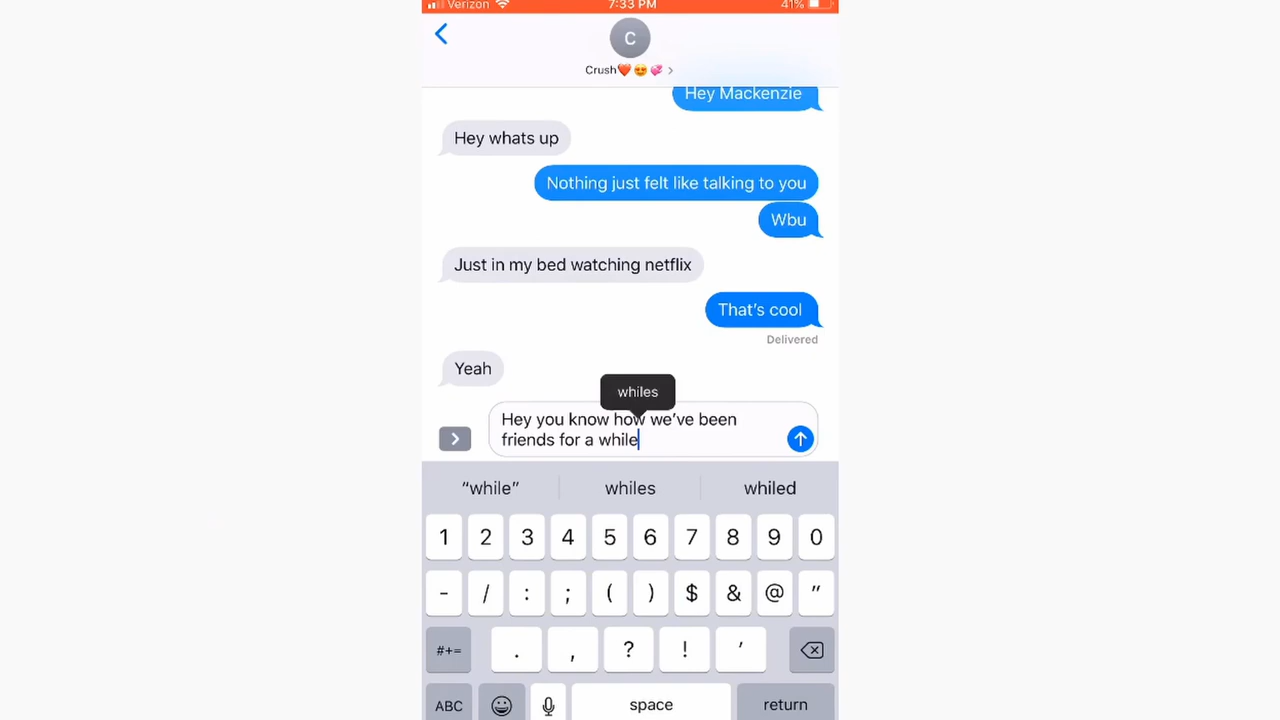 Verizon 7:33 PM 41%
C
Crush❤️😍💞 >
Hey Mackenzie
Hey whats up
Nothing just felt like talking to you
Wbu
Just in my bed watching netflix
That's cool
Delivered
Yeah
whiles
Hey you know how we've been
friends for a while
“while” whiles whiled
1 2 3 4 5 6 7 8 9 0
- / : ; ( ) $ & @ ”
#+= . , ? ! ’
ABC space return